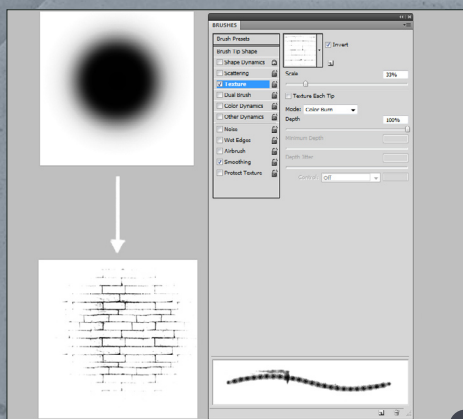 BRUSHES
Brush Presets
Brush Tip Shape
Shape Dynamics
Scattering
Texture
Dual Brush
Color Dynamics
Other Dynamics
Noise
Wet Edges
Airbrush
Smoothing
Protect Texture
Invert
Scale 33%
Texture Each Tip
Mode: Color Burn
Depth 100%
Minimum Depth
Depth Jitter
Control: Off